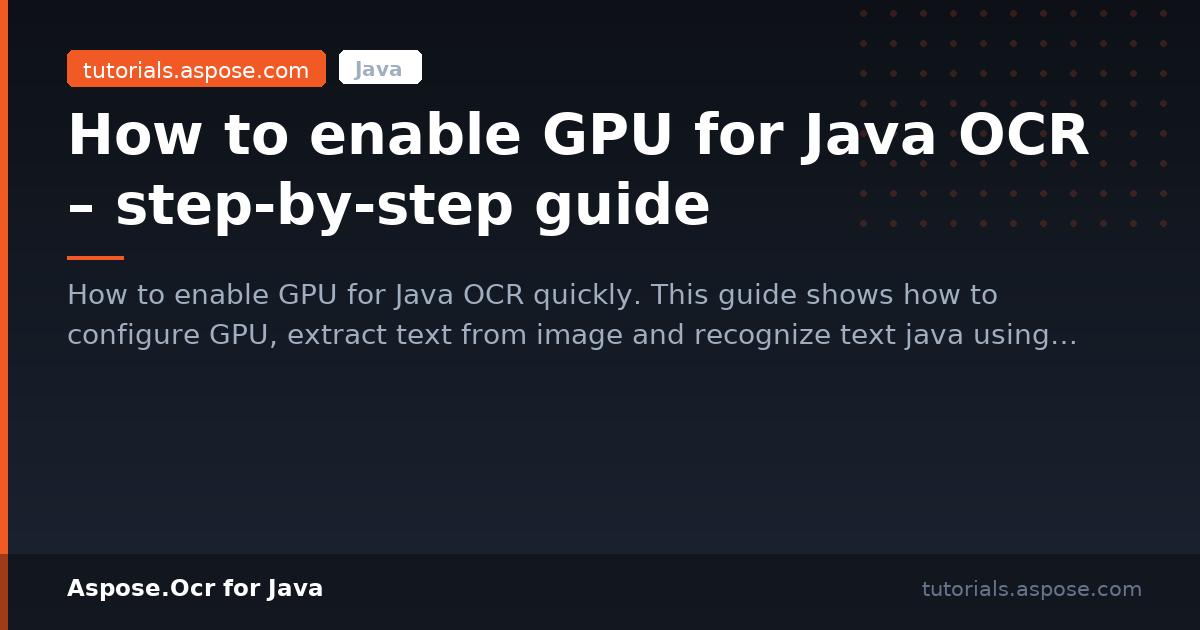 tutorials.aspose.com
Java
How to enable GPU for Java OCR
– step-by-step guide
How to enable GPU for Java OCR quickly. This guide shows how to
configure GPU, extract text from image and recognize text java using...
Aspose.Ocr for Java
tutorials.aspose.com